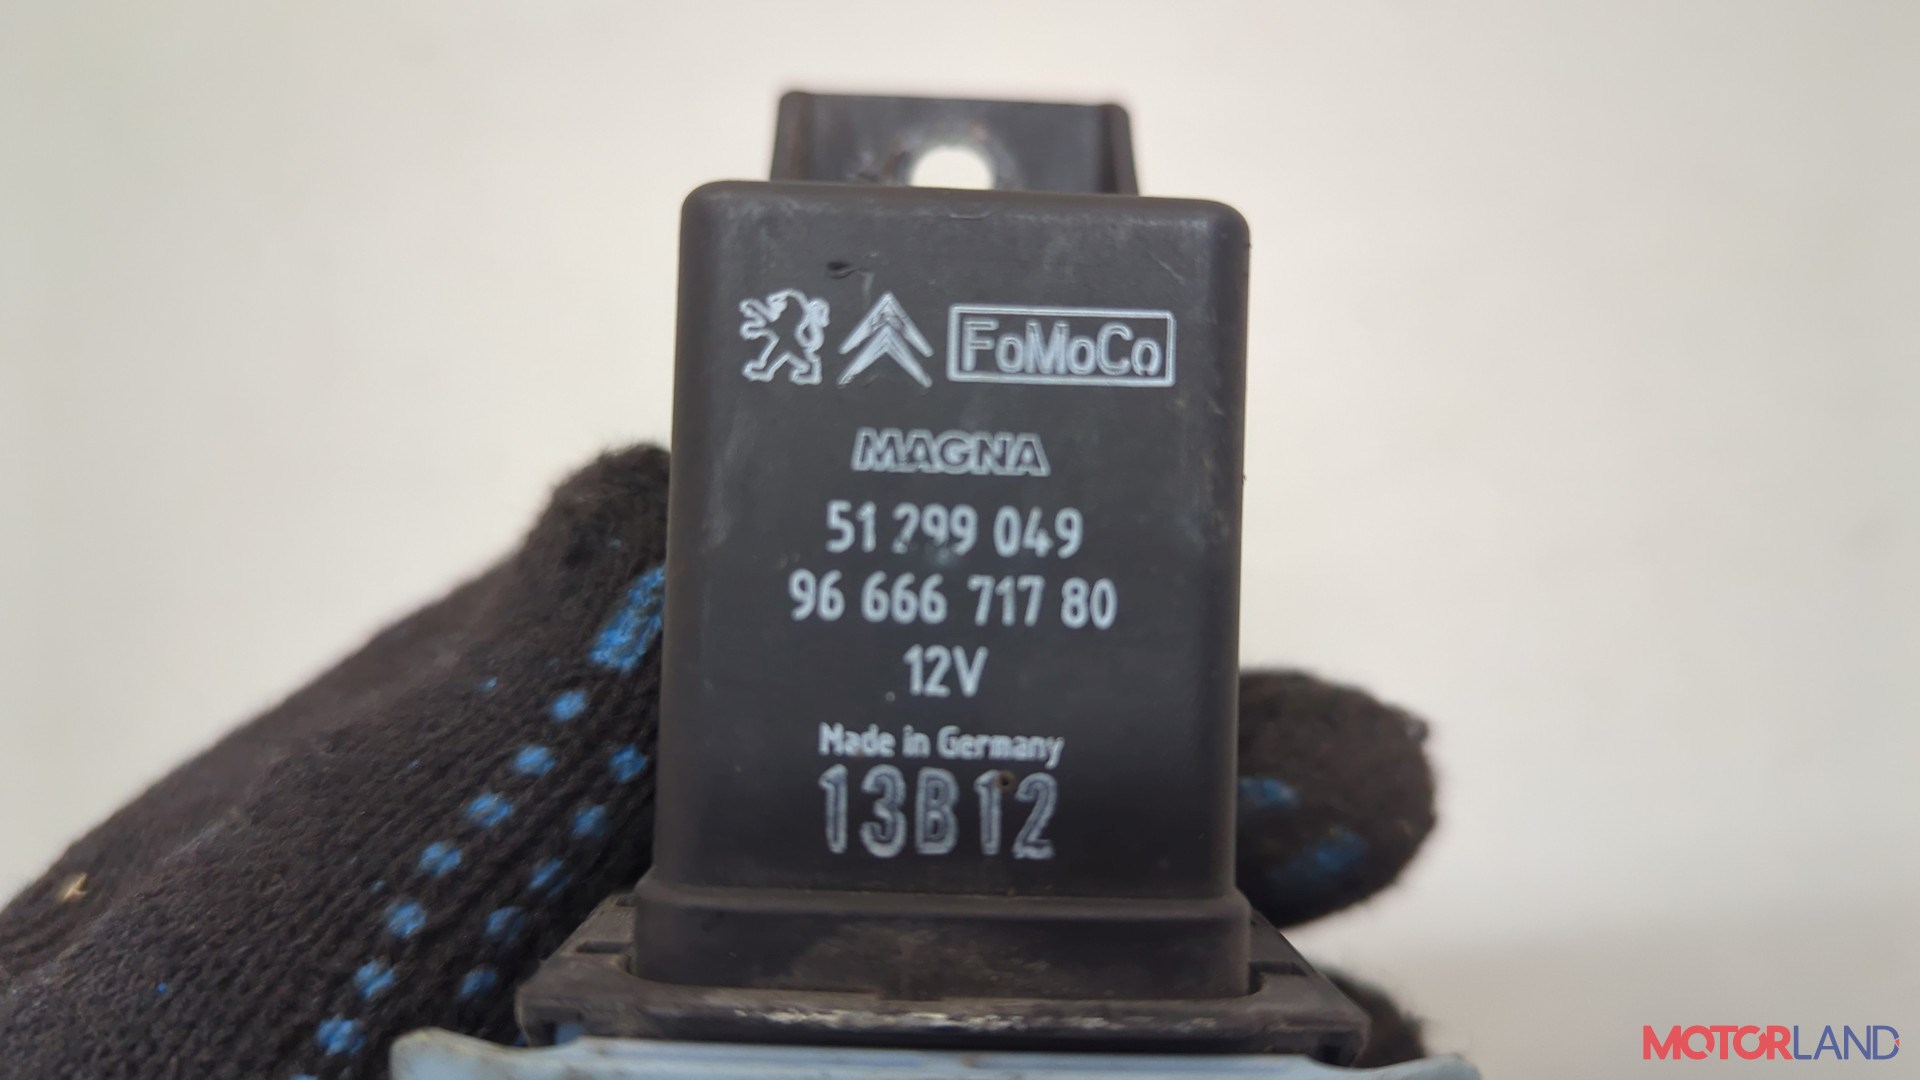 FoMoCo
MAGNA
51 299 049
96 666 717 80
12V
Made in Germany
13B12
MOTORLAND